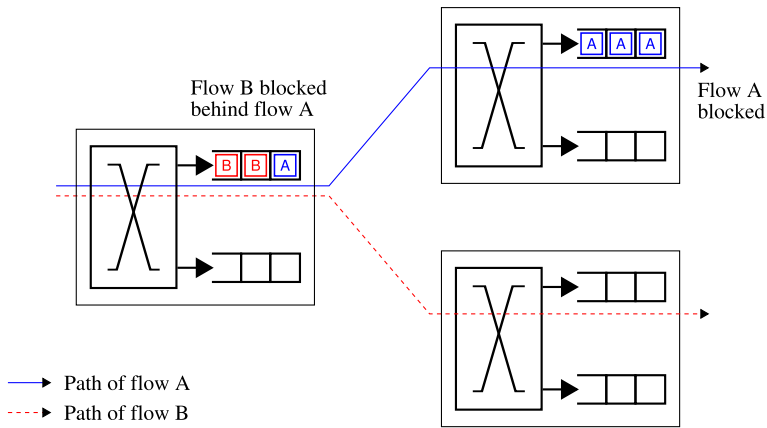 A A A
Flow B blocked
behind flow A
Flow A
blocked
B B A
Path of flow A
Path of flow B